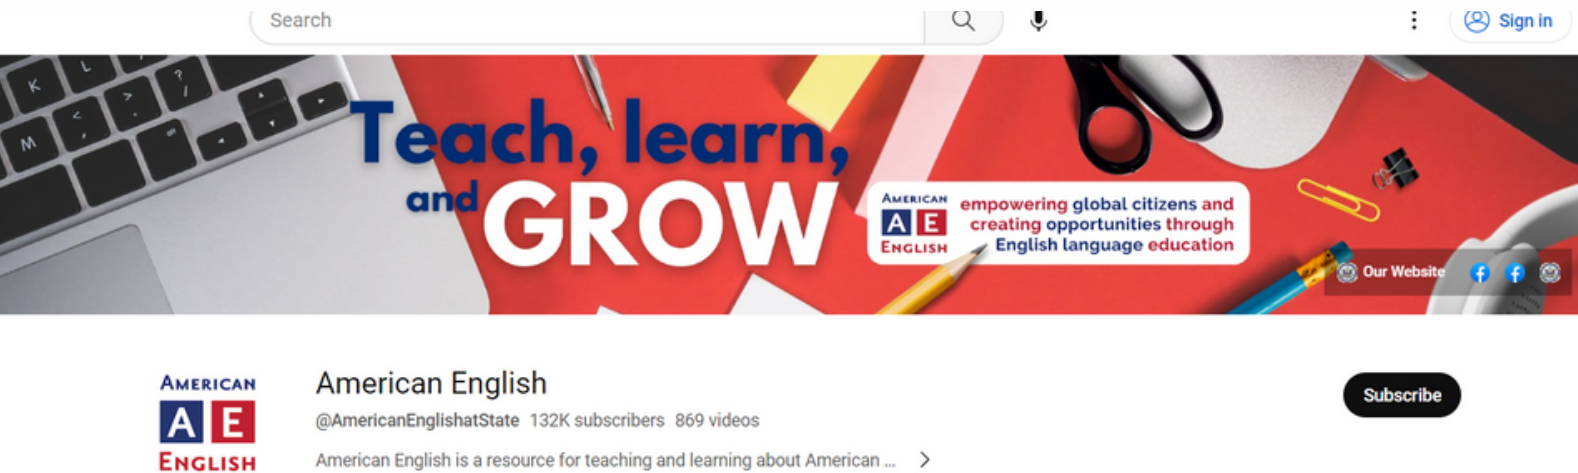 Search
Sign in
K
L
?
/
>
.
<
,
M
Teach, learn,
and GROW
AMERICAN
A E
ENGLISH
empowering global citizens and
creating opportunities through
English language education
Our Website
AMERICAN
A E
ENGLISH
American English
@AmericanEnglishatState 132K subscribers 869 videos
American English is a resource for teaching and learning about American ...
Subscribe